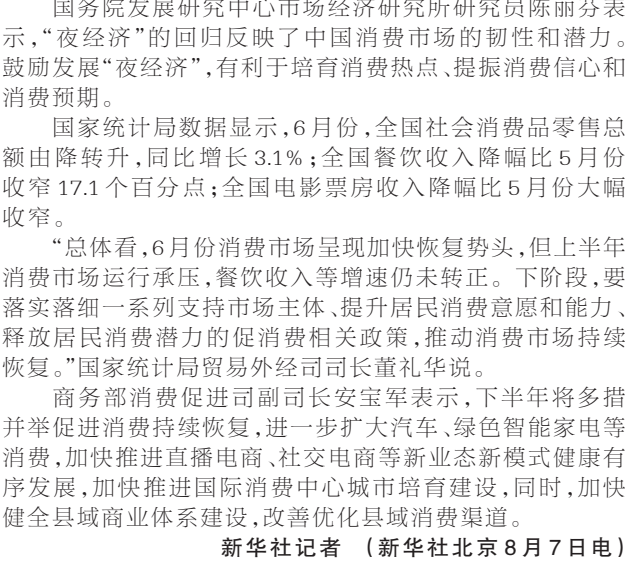 国务院发展研究中心市场经济研究所研究员陈丽芬表
示，“夜经济”的回归反映了中国消费市场的韧性和潜力。
鼓励发展“夜经济”，有利于培育消费热点、提振消费信心和
消费预期。
国家统计局数据显示，6月份，全国社会消费品零售总
额由降转升，同比增长3.1%；全国餐饮收入降幅比5月份
收窄17.1个百分点；全国电影票房收入降幅比5月份大幅
收窄。
“总体看，6月份消费市场呈现加快恢复势头，但上半年
消费市场运行承压，餐饮收入等增速仍未转正。下阶段，要
落实落细一系列支持市场主体、提升居民消费意愿和能力、
释放居民消费潜力的促消费相关政策，推动消费市场持续
恢复。”国家统计局贸易外经司司长董礼华说。
商务部消费促进司副司长安宝军表示，下半年将多措
并举促进消费持续恢复，进一步扩大汽车、绿色智能家电等
消费，加快推进直播电商、社交电商等新业态新模式健康有
序发展，加快推进国际消费中心城市培育建设，同时，加快
健全县域商业体系建设，改善优化县域消费渠道。
新华社记者 （新华社北京8月7日电）